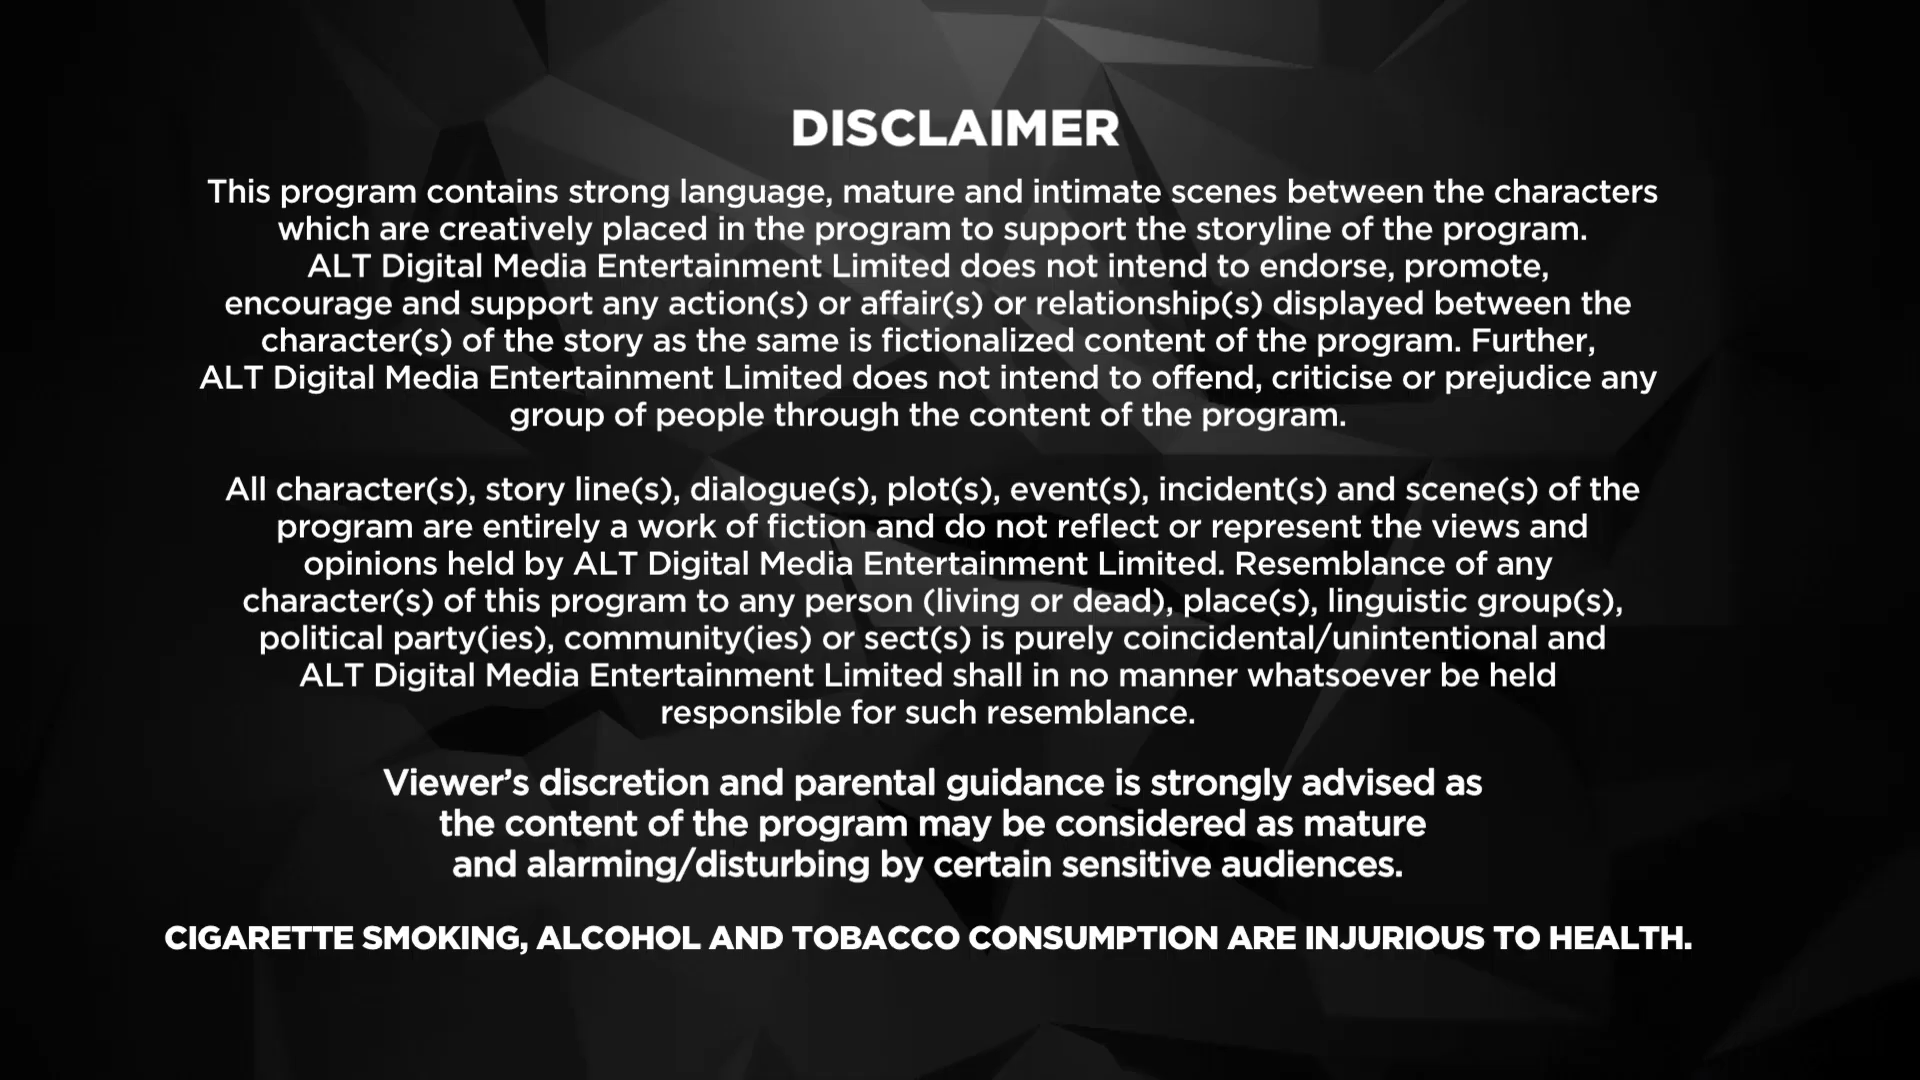 DISCLAIMER
This program contains strong language, mature and intimate scenes between the characters
which are creatively placed in the program to support the storyline of the program.
ALT Digital Media Entertainment Limited does not intend to endorse, promote,
encourage and support any action(s) or affair(s) or relationship(s) displayed between the
character(s) of the story as the same is fictionalized content of the program. Further,
ALT Digital Media Entertainment Limited does not intend to offend, criticise or prejudice any
group of people through the content of the program.
All character(s), story line(s), dialogue(s), plot(s), event(s), incident(s) and scene(s) of the
program are entirely a work of fiction and do not reflect or represent the views and
opinions held by ALT Digital Media Entertainment Limited. Resemblance of any
character(s) of this program to any person (living or dead), place(s), linguistic group(s),
political party(ies), community(ies) or sect(s) is purely coincidental/unintentional and
ALT Digital Media Entertainment Limited shall in no manner whatsoever be held
responsible for such resemblance.
Viewer’s discretion and parental guidance is strongly advised as
the content of the program may be considered as mature
and alarming/disturbing by certain sensitive audiences.
CIGARETTE SMOKING, ALCOHOL AND TOBACCO CONSUMPTION ARE INJURIOUS TO HEALTH.